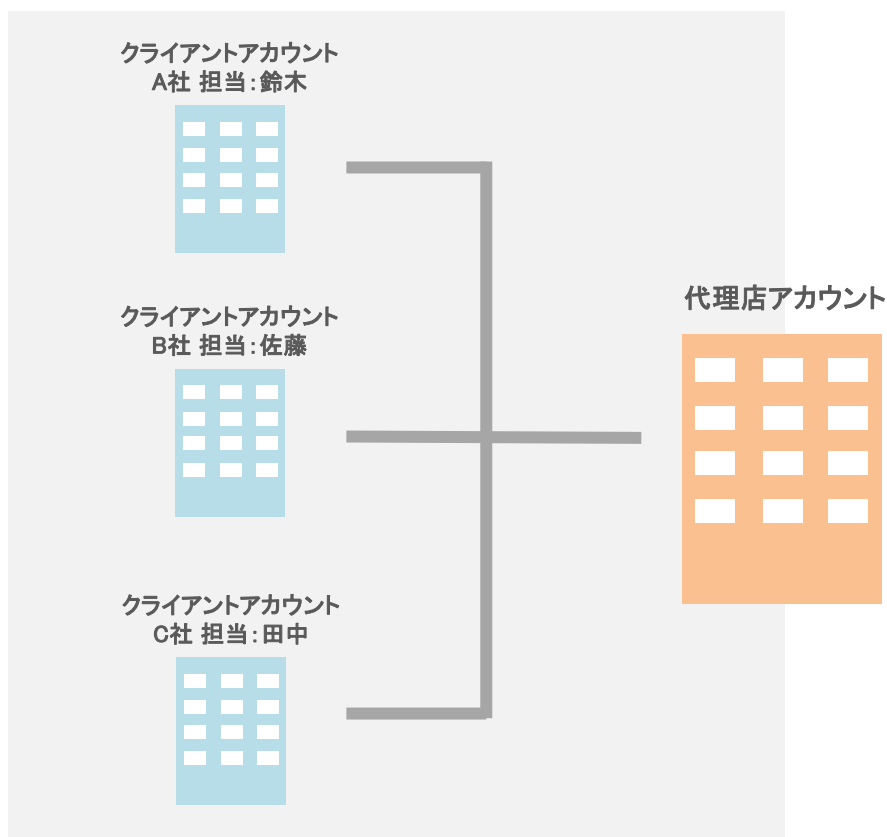 クライアントアカウント
A社 担当：鈴木
クライアントアカウント
B社 担当：佐藤
代理店アカウント
クライアントアカウント
C社 担当：田中